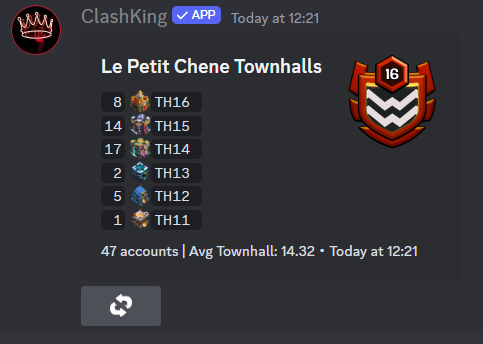 ClashKing ✓ APP Today at 12:21
Le Petit Chene Townhalls
16
8 TH16
14 TH15
17 TH14
2 TH13
5 TH12
1 TH11
47 accounts | Avg Townhall: 14.32 • Today at 12:21